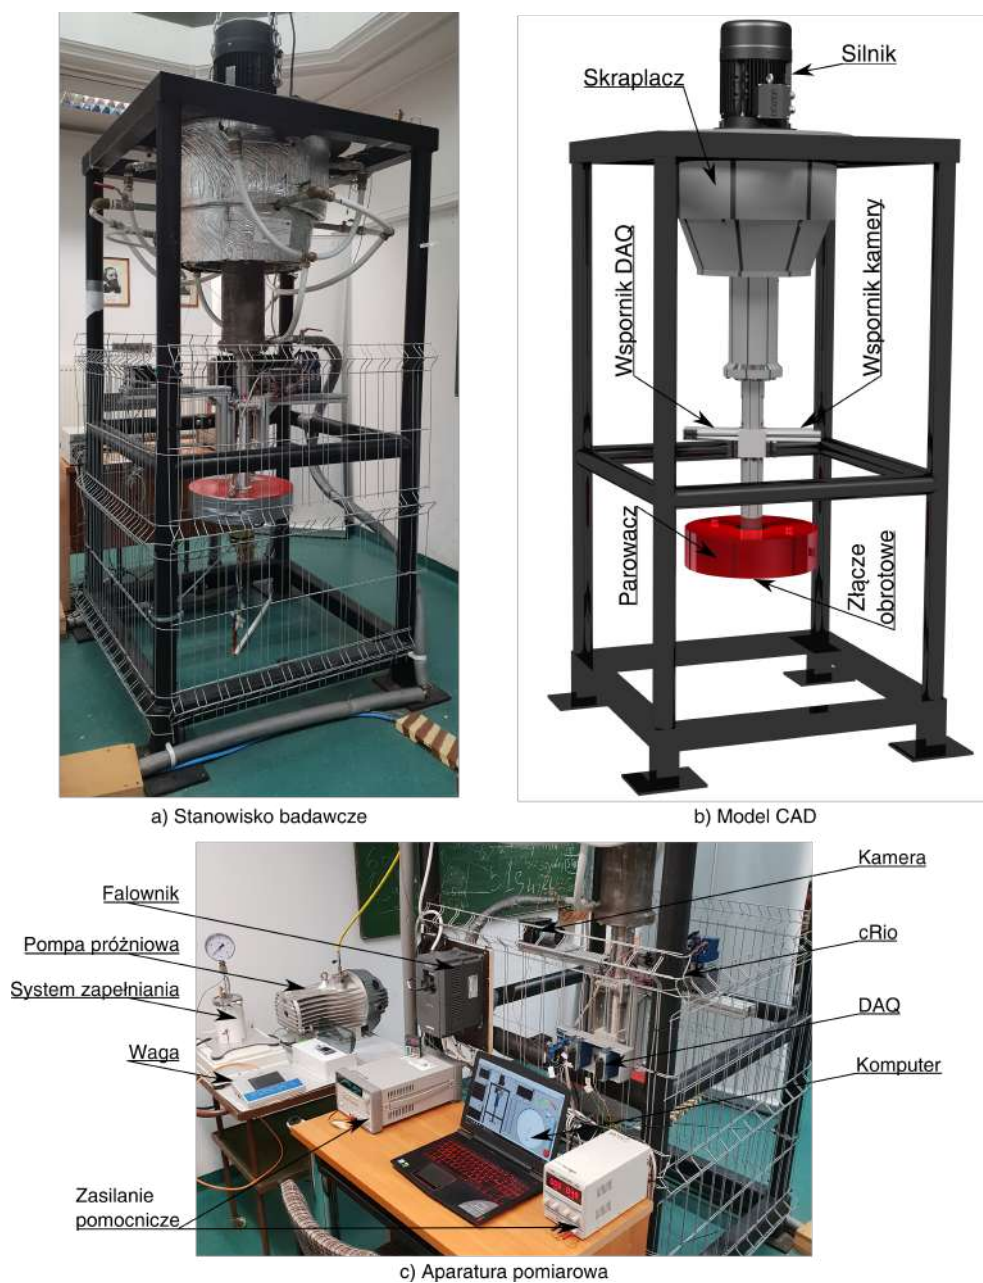 Silnik
Skraplacz
Wspornik DAQ
Wspornik kamery
Parowacz
Złącze
obrotowe
a) Stanowisko badawcze
b) Model CAD
Kamera
Falownik
cRio
Pompa próżniowa
System zapełniania
DAQ
Waga
Komputer
Zasilanie
pomocnicze
c) Aparatura pomiarowa